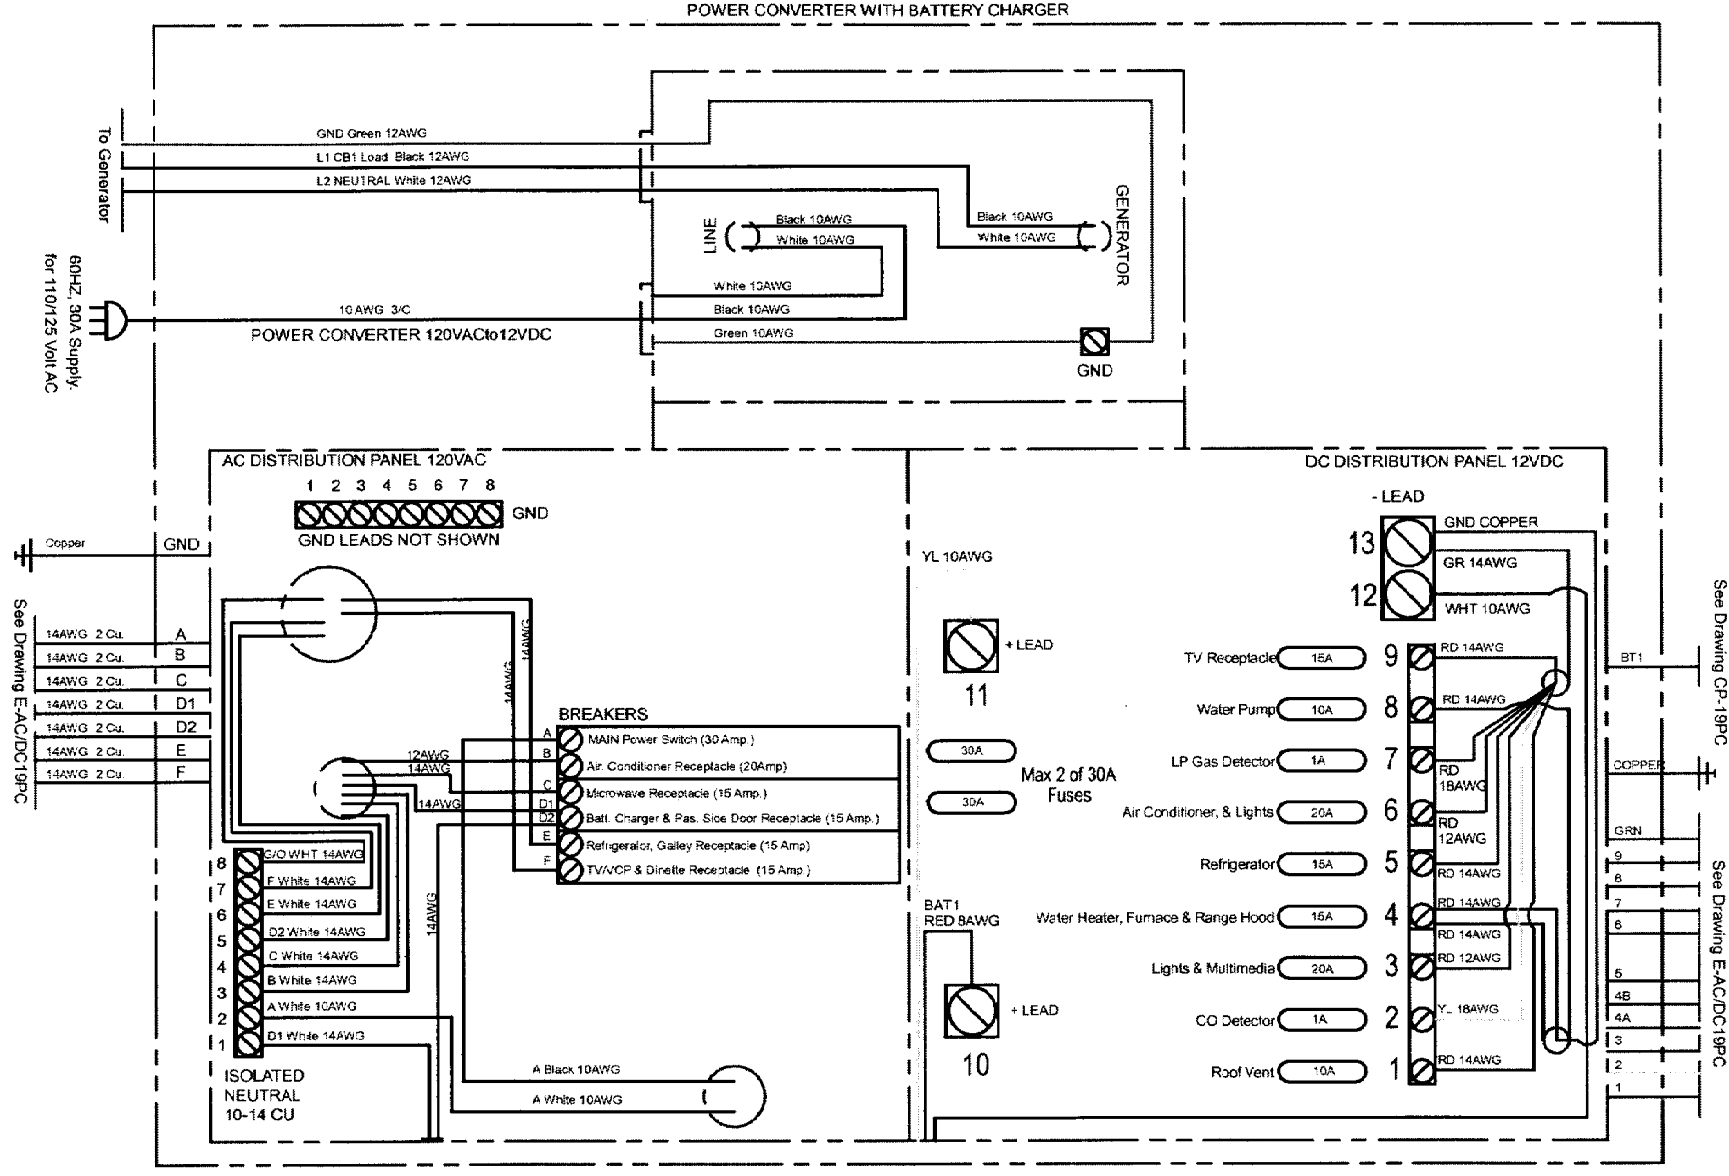 POWER CONVERTER WITH BATTERY CHARGER
To Generator
GND Green 12AWG
L1 CB1 Load Black 12AWG
L2 NEUTRAL White 12AWG
LINE
Black 10AWG
White 10AWG
Black 10AWG
White 10AWG
GENERATOR
60HZ, 30A Supply.
for 110/125 Volt AC
10 AWG 3/C
POWER CONVERTER 120VACto12VDC
White 10AWG
Black 10AWG
Green 10AWG
GND
AC DISTRIBUTION PANEL 120VAC
1 2 3 4 5 6 7 8
GND
GND LEADS NOT SHOWN
Copper GND
See Drawing E-AC/DC19PC
14AWG 2 Cu. A
14AWG 2 Cu. B
14AWG 2 Cu. C
14AWG 2 Cu. D1
14AWG 2 Cu. D2
14AWG 2 Cu. E
14AWG 2 Cu. F
14AWG
14AWG
12AWG
14AWG
14AWG
14AWG
BREAKERS
A MAIN Power Switch (30 Amp.)
B Air Conditioner Receptacle (20Amp)
C Microwave Receptacle (15 Amp.)
D1
D2 Batt. Charger & Pas. Side Door Receptacle (15 Amp.)
E Refrigerator, Galley Receptacle (15 Amp)
F TV/VCP & Dinette Receptacle (15 Amp)
8 G/O WHT 14AWG
7 F White 14AWG
6 E White 14AWG
5 D2 White 14AWG
4 C White 14AWG
3 B White 14AWG
2 A White 10AWG
1 D1 White 14AWG
ISOLATED
NEUTRAL
10-14 CU
A Black 10AWG
A White 10AWG
DC DISTRIBUTION PANEL 12VDC
- LEAD
13 GND COPPER
GR 14AWG
12 WHT 10AWG
YL 10AWG
+ LEAD
11
30A
30A
Max 2 of 30A
Fuses
BAT1
RED 8AWG
+ LEAD
10
TV Receptacle 15A 9 RD 14AWG
Water Pump 10A 8 RD 14AWG
LP Gas Detector 1A 7 RD
18AWG
Air Conditioner, & Lights 20A 6 RD
12AWG
Refrigerator 15A 5 RD 14AWG
Water Heater, Furnace & Range Hood 15A 4 RD 14AWG
RD 14AWG
Lights & Multimedia 20A 3 RD 12AWG
CO Detector 1A 2 YL 18AWG
Roof Vent 10A 1 RD 14AWG
See Drawing CP-19PC
BT1
COPPER
GRN
9
8
7
6
5
4B
4A
3
2
1
See Drawing E-AC/DC19PC